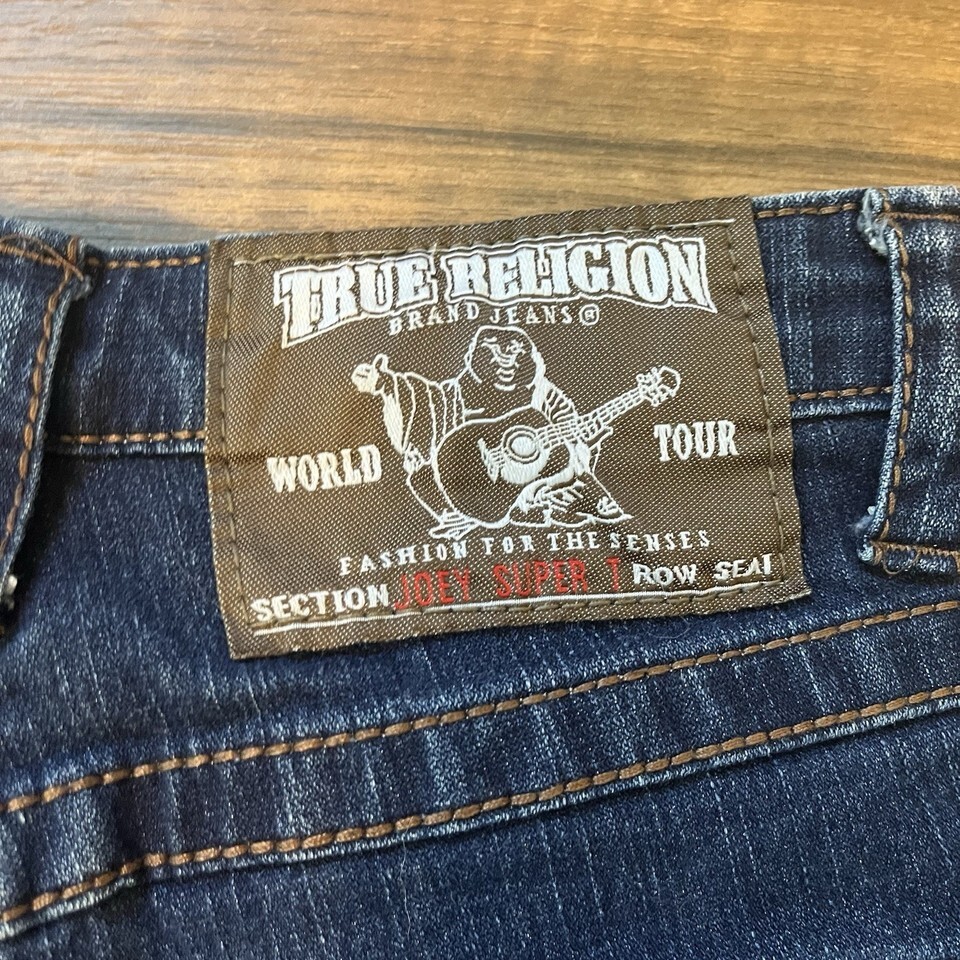 TRUE RELIGION
BRAND JEANS®
WORLD TOUR
FASHION FOR THE SENSES
SECTION JOEY SUPER T ROW SEAT